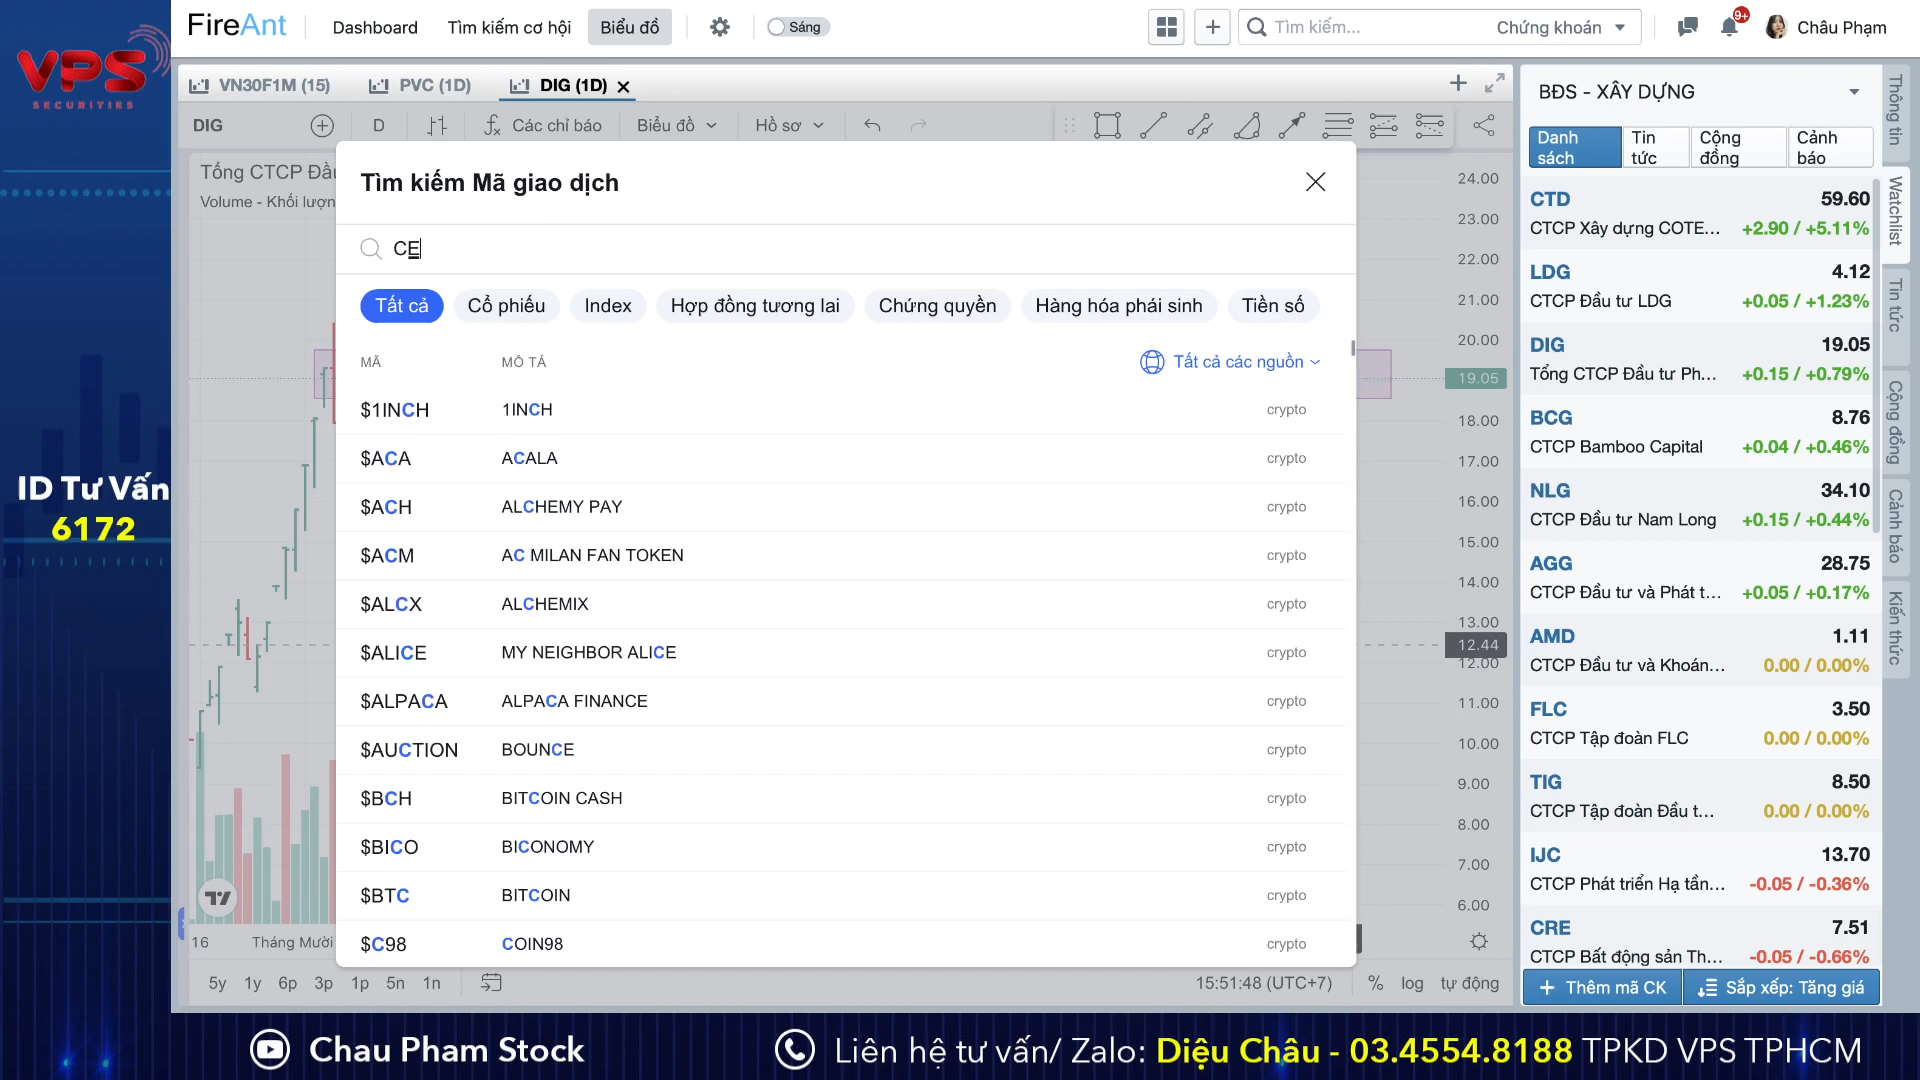 FireAnt
Dashboard
Tìm kiếm cơ hội
Biểu đồ
Sáng
Tìm kiếm...
Chứng khoán
9+
Châu Phạm
VPS
SECURITIES
ID Tư Vấn
6172
VN30F1M (15)
PVC (1D)
DIG (1D)
DIG
D
Các chỉ báo
Biểu đồ
Hồ sơ
Tổng CTCP Đầu
Volume - Khối lượn
Tìm kiếm Mã giao dịch
CE
Tất cả
Cổ phiếu
Index
Hợp đồng tương lai
Chứng quyền
Hàng hóa phái sinh
Tiền số
MÃ
MÔ TẢ
Tất cả các nguồn
$1INCH 1INCH crypto
$ACA ACALA crypto
$ACH ALCHEMY PAY crypto
$ACM AC MILAN FAN TOKEN crypto
$ALCX ALCHEMIX crypto
$ALICE MY NEIGHBOR ALICE crypto
$ALPACA ALPACA FINANCE crypto
$AUCTION BOUNCE crypto
$BCH BITCOIN CASH crypto
$BICO BICONOMY crypto
$BTC BITCOIN crypto
$C98 COIN98 crypto
24.00
23.00
22.00
21.00
20.00
19.05
18.00
17.00
16.00
15.00
14.00
13.00
12.44
12.00
11.00
10.00
9.00
8.00
7.00
6.00
16
Tháng Mười
5y
1y
6p
3p
1p
5n
1n
15:51:48 (UTC+7)
%
log
tự động
BĐS - XÂY DỰNG
Danh sách
Tin tức
Cộng đồng
Cảnh báo
CTD 59.60
CTCP Xây dựng COTE... +2.90 / +5.11%
LDG 4.12
CTCP Đầu tư LDG +0.05 / +1.23%
DIG 19.05
Tổng CTCP Đầu tư Ph... +0.15 / +0.79%
BCG 8.76
CTCP Bamboo Capital +0.04 / +0.46%
NLG 34.10
CTCP Đầu tư Nam Long +0.15 / +0.44%
AGG 28.75
CTCP Đầu tư và Phát t... +0.05 / +0.17%
AMD 1.11
CTCP Đầu tư và Khoán... 0.00 / 0.00%
FLC 3.50
CTCP Tập đoàn FLC 0.00 / 0.00%
TIG 8.50
CTCP Tập đoàn Đầu t... 0.00 / 0.00%
IJC 13.70
CTCP Phát triển Hạ tần... -0.05 / -0.36%
CRE 7.51
CTCP Bất động sản Th... -0.05 / -0.66%
Thêm mã CK
Sắp xếp: Tăng giá
Thông tin
Watchlist
Tin tức
Cộng đồng
Cảnh báo
Kiến thức
Chau Pham Stock
Liên hệ tư vấn/ Zalo: Diệu Châu - 03.4554.8188 TPKD VPS TPHCM